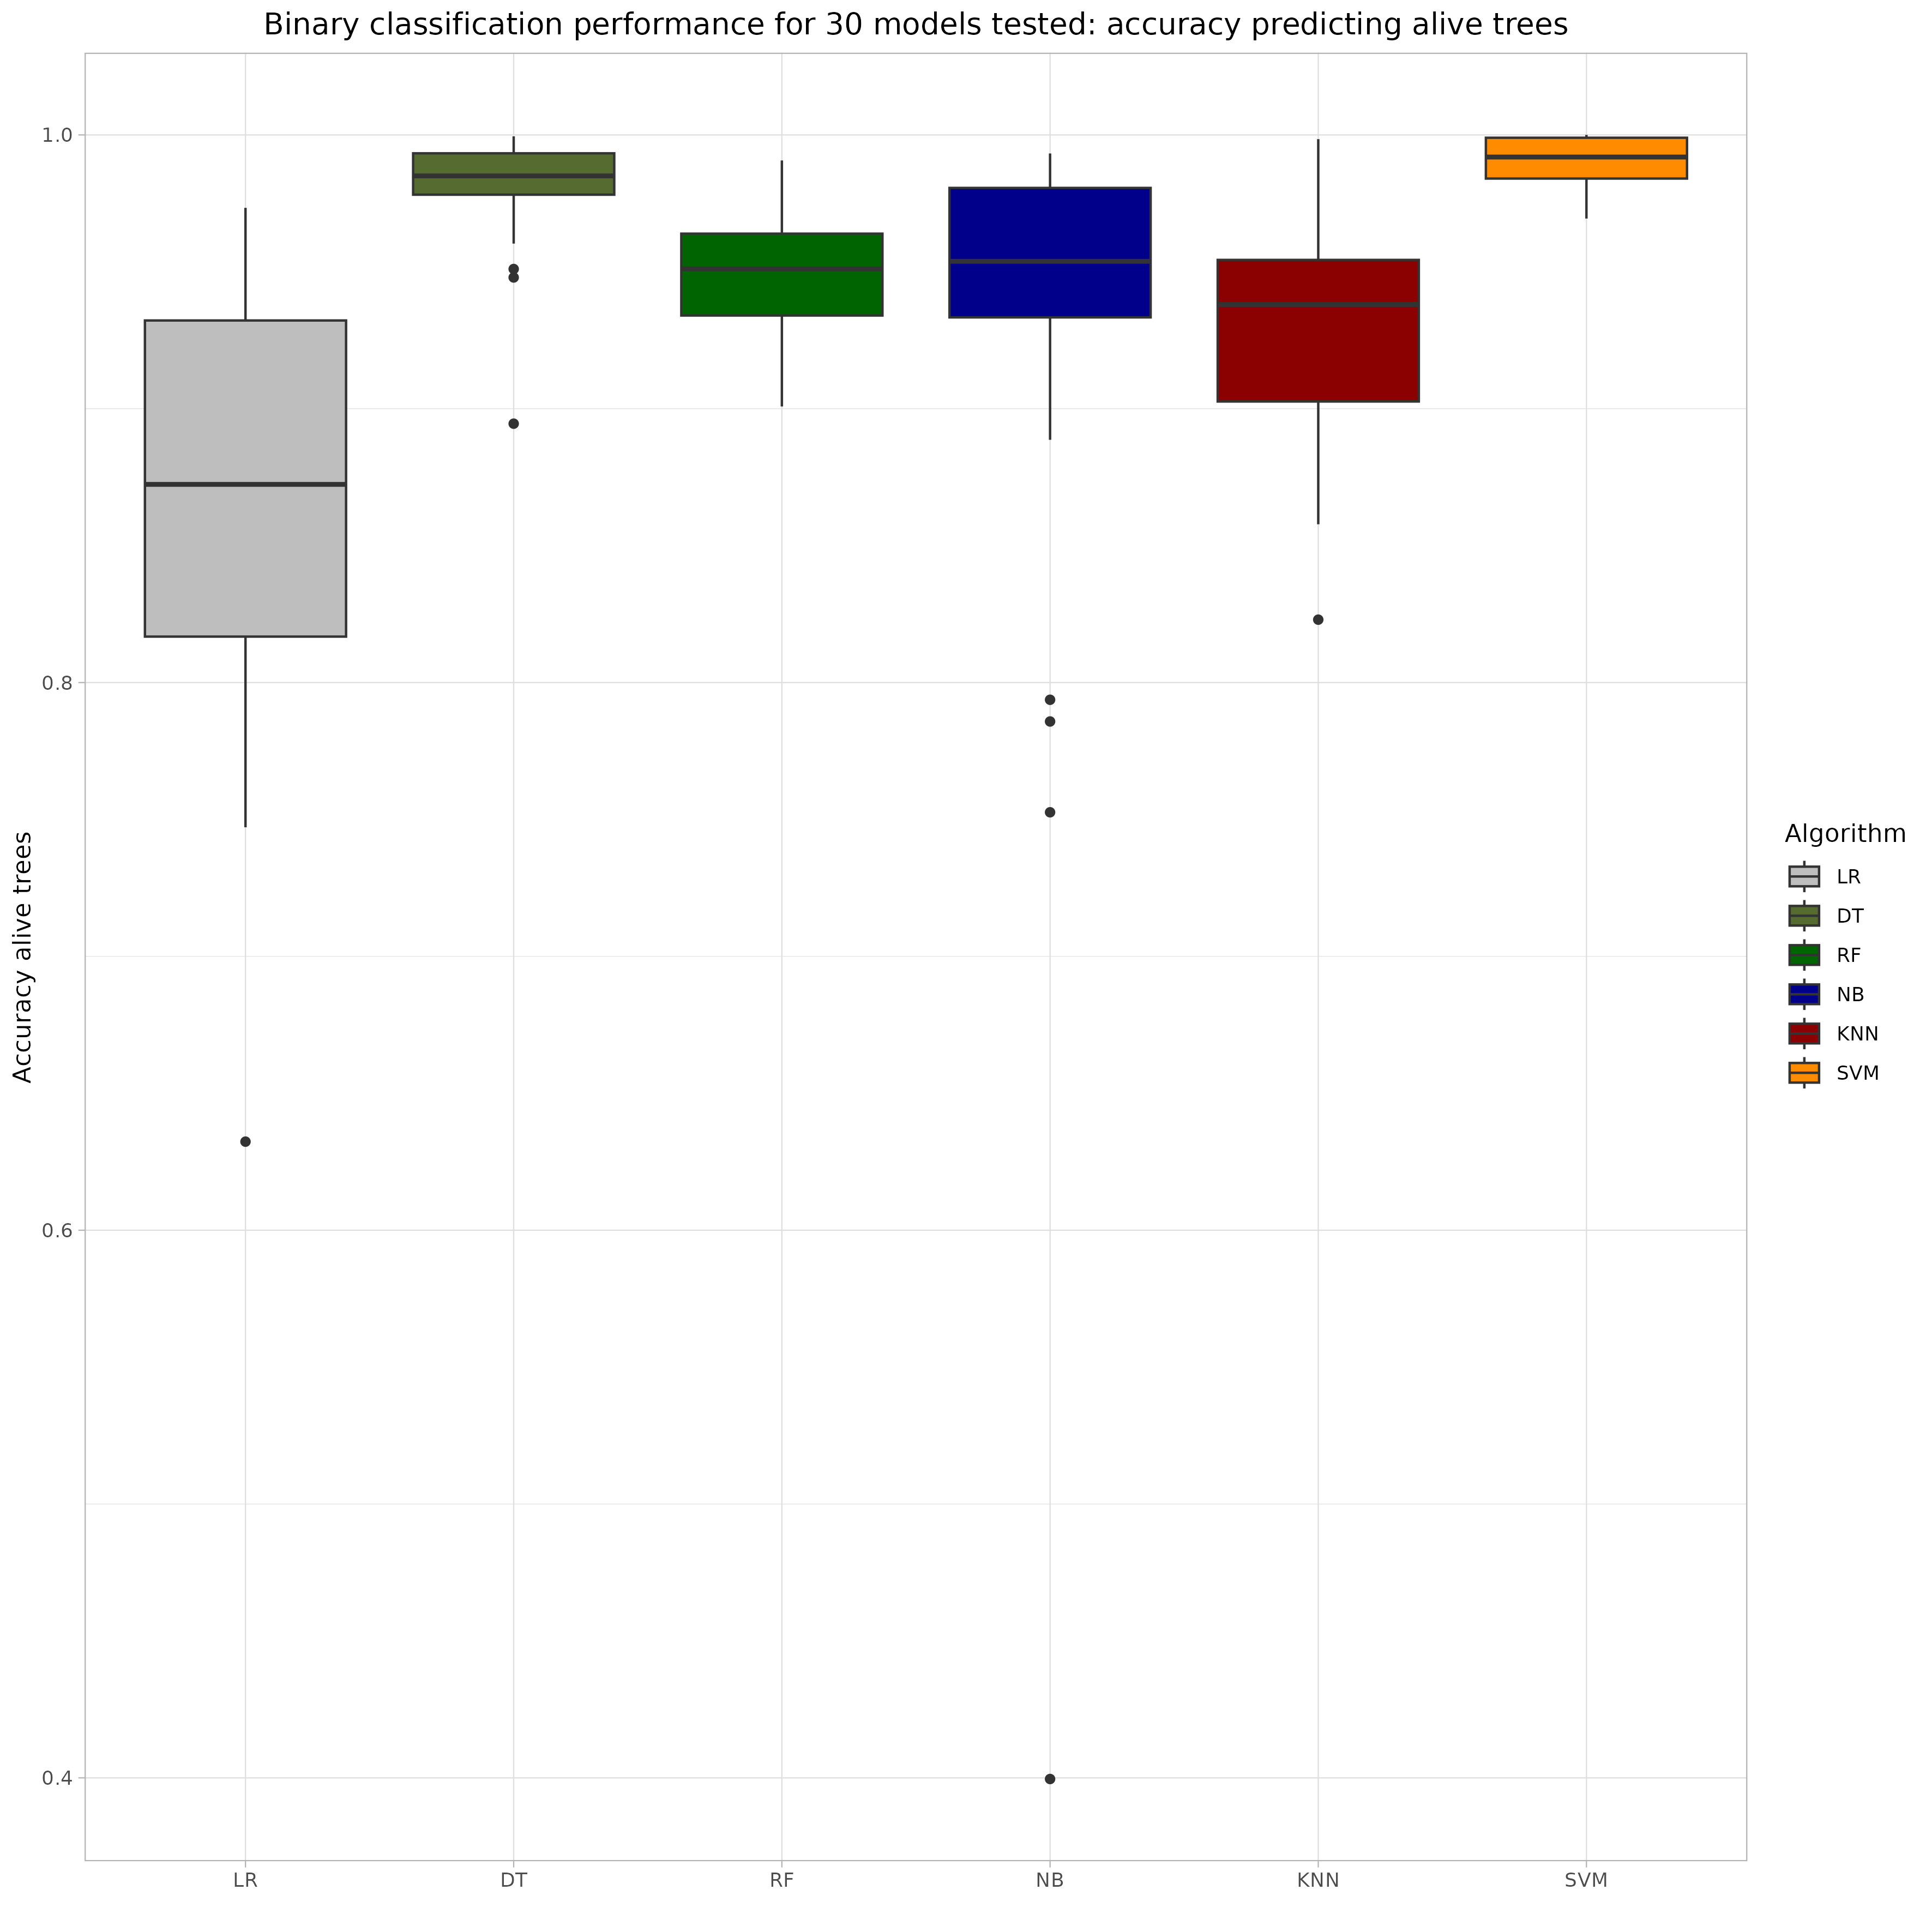 Binary classification performance for 30 models tested: accuracy predicting alive trees
1.0
0.8
0.6
0.4
Accuracy alive trees
LR
DT
RF
NB
KNN
SVM
Algorithm
LR
DT
RF
NB
KNN
SVM